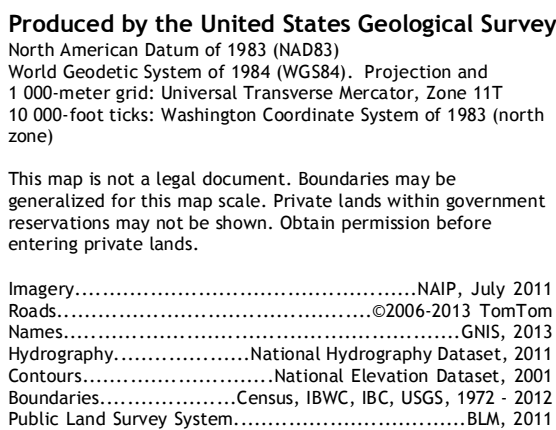 Produced by the United States Geological Survey
North American Datum of 1983 (NAD83)
World Geodetic System of 1984 (WGS84).  Projection and
1 000-meter grid: Universal Transverse Mercator, Zone 11T
10 000-foot ticks: Washington Coordinate System of 1983 (north
zone)
This map is not a legal document. Boundaries may be
generalized for this map scale. Private lands within government
reservations may not be shown. Obtain permission before
entering private lands.
Imagery..................................................NAIP, July 2011
Roads..............................................©2006-2013 TomTom
Names..........................................................GNIS, 2013
Hydrography....................National Hydrography Dataset, 2011
Contours............................National Elevation Dataset, 2001
Boundaries....................Census, IBWC, IBC, USGS, 1972 - 2012
Public Land Survey System..................................BLM, 2011